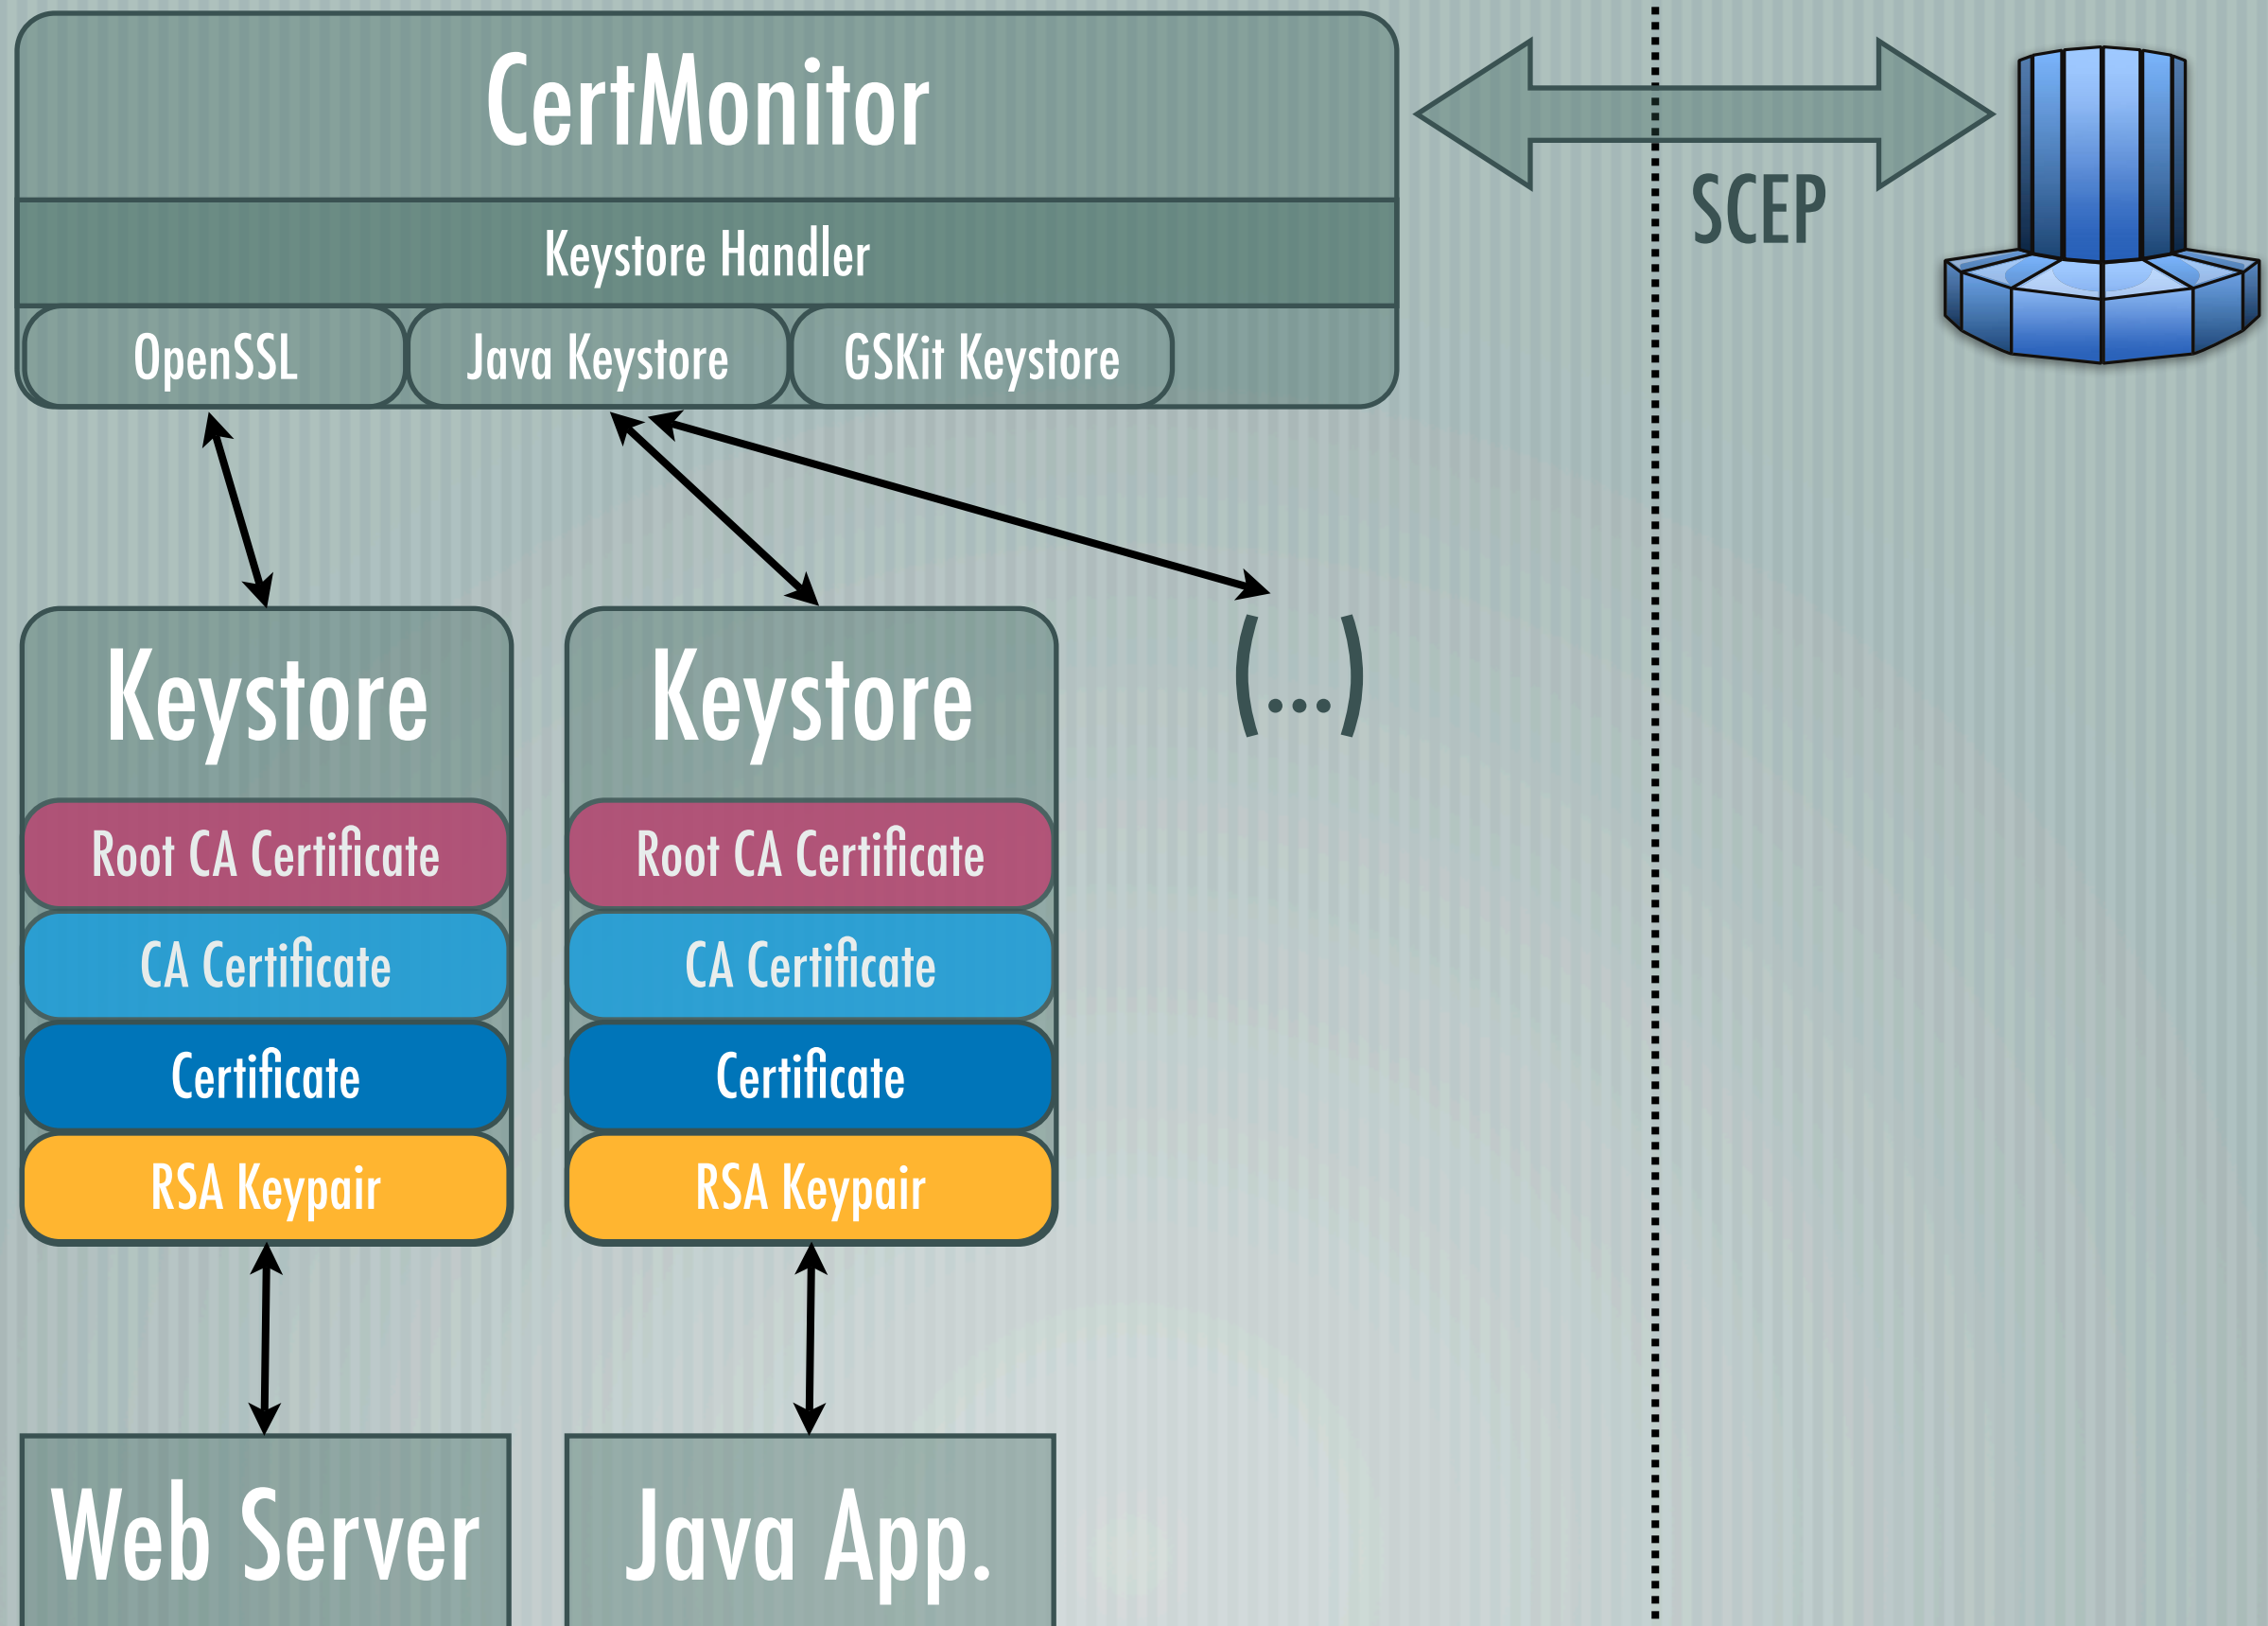 CertMonitor
SCEP
Keystore Handler
OpenSSL
Java Keystore
GSKit Keystore
Keystore
Keystore
(...)
Root CA Certificate
Root CA Certificate
CA Certificate
CA Certificate
Certificate
Certificate
RSA Keypair
RSA Keypair
Web Server
Java App.